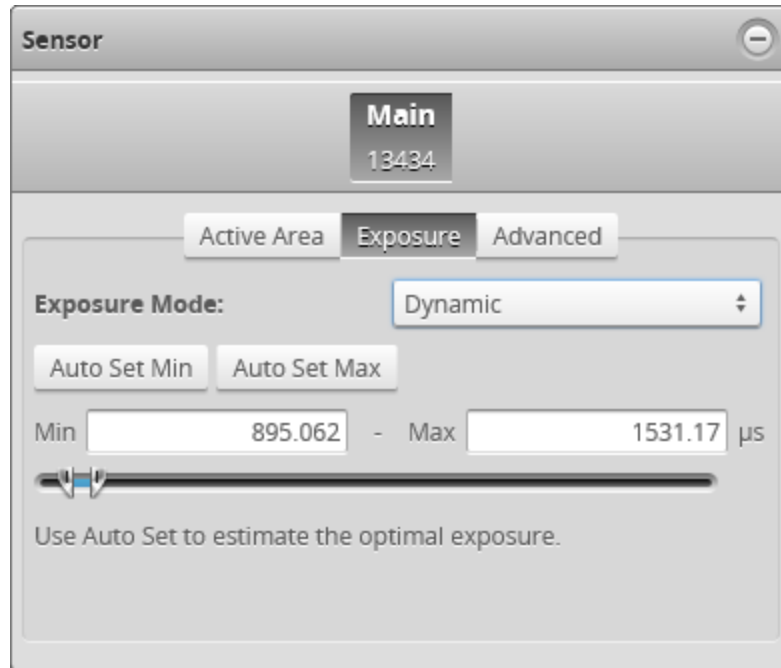 Sensor
Main
13434
Active Area Exposure Advanced
Exposure Mode: Dynamic
Auto Set Min Auto Set Max
Min 895.062 - Max 1531.17 µs
Use Auto Set to estimate the optimal exposure.